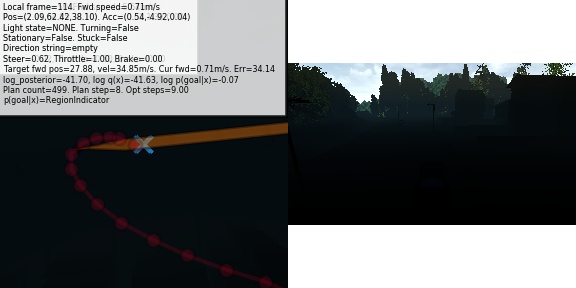 Local frame=114. Fwd speed=0.71m/s
Pos=(2.09,62.42,38.10). Acc=(0.54,-4.92,0.04)
Light state=NONE. Turning=False
Stationary=False. Stuck=False
Direction string=empty
Steer=0.62, Throttle=1.00, Brake=0.00
Target fwd pos=27.88, vel=34.85m/s. Cur fwd=0.71m/s. Err=34.14
log_posterior=-41.70, log q(x)=-41.63, log p(goal|x)=-0.07
Plan count=499. Plan step=8. Opt steps=9.00
p(goal|x)=RegionIndicator